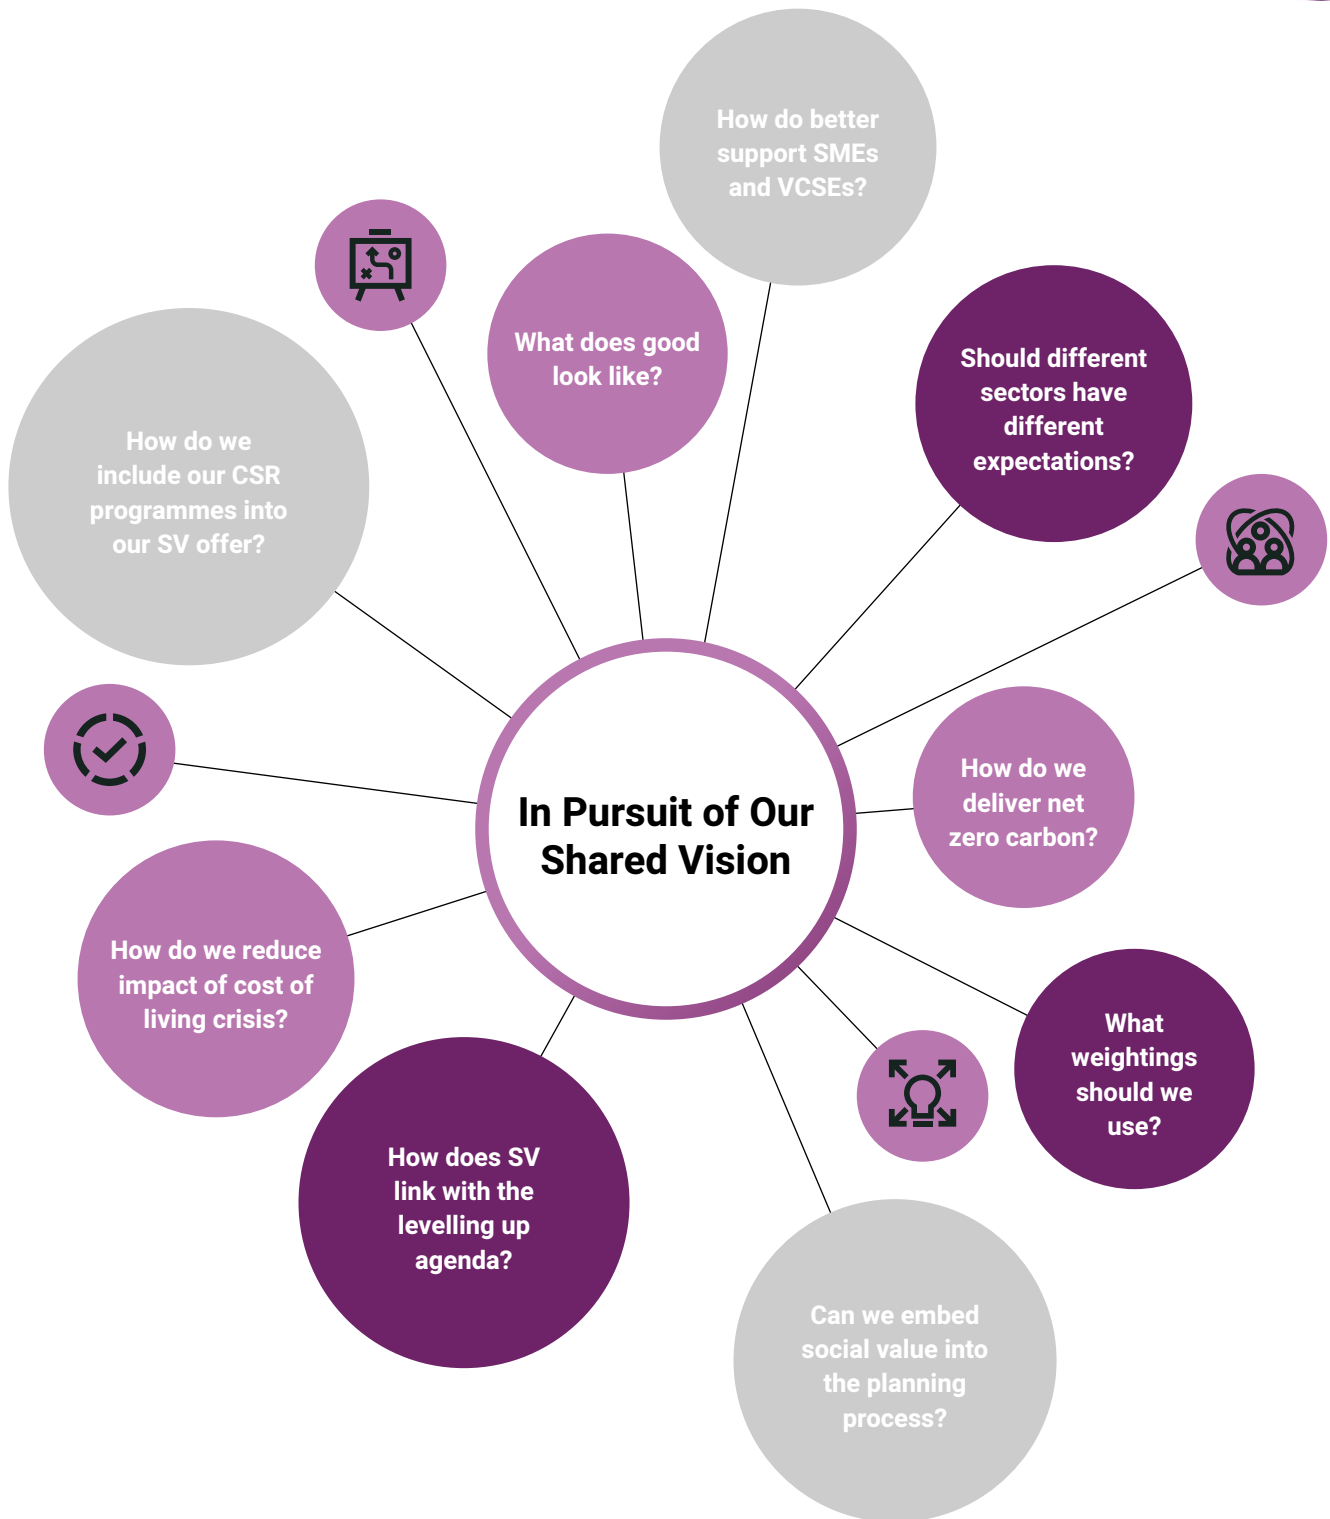 How do better
support SMEs
and VCSEs?
What does good
look like?
Should different
sectors have
different
expectations?
How do we
include our CSR
programmes into
our SV offer?
In Pursuit of Our
Shared Vision
How do we
deliver net
zero carbon?
How do we reduce
impact of cost of
living crisis?
What
weightings
should we
use?
How does SV
link with the
levelling up
agenda?
Can we embed
social value into
the planning
process?